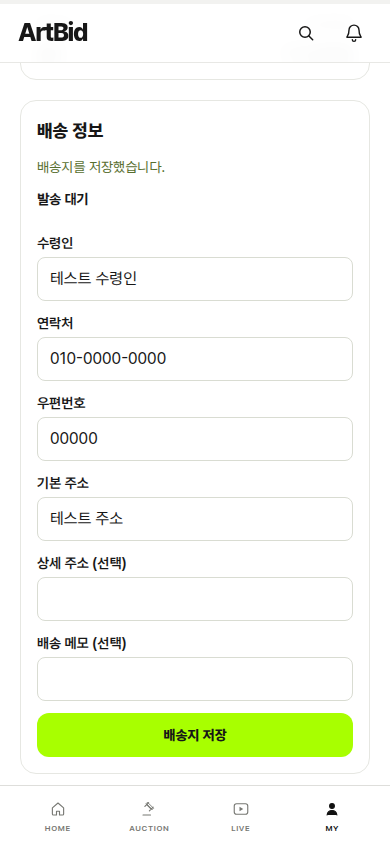 ArtBid
배송 정보
배송지를 저장했습니다.
발송 대기
수령인
테스트 수령인
연락처
010-0000-0000
우편번호
00000
기본 주소
테스트 주소
상세 주소 (선택)
배송 메모 (선택)
배송지 저장
HOME
AUCTION
LIVE
MY